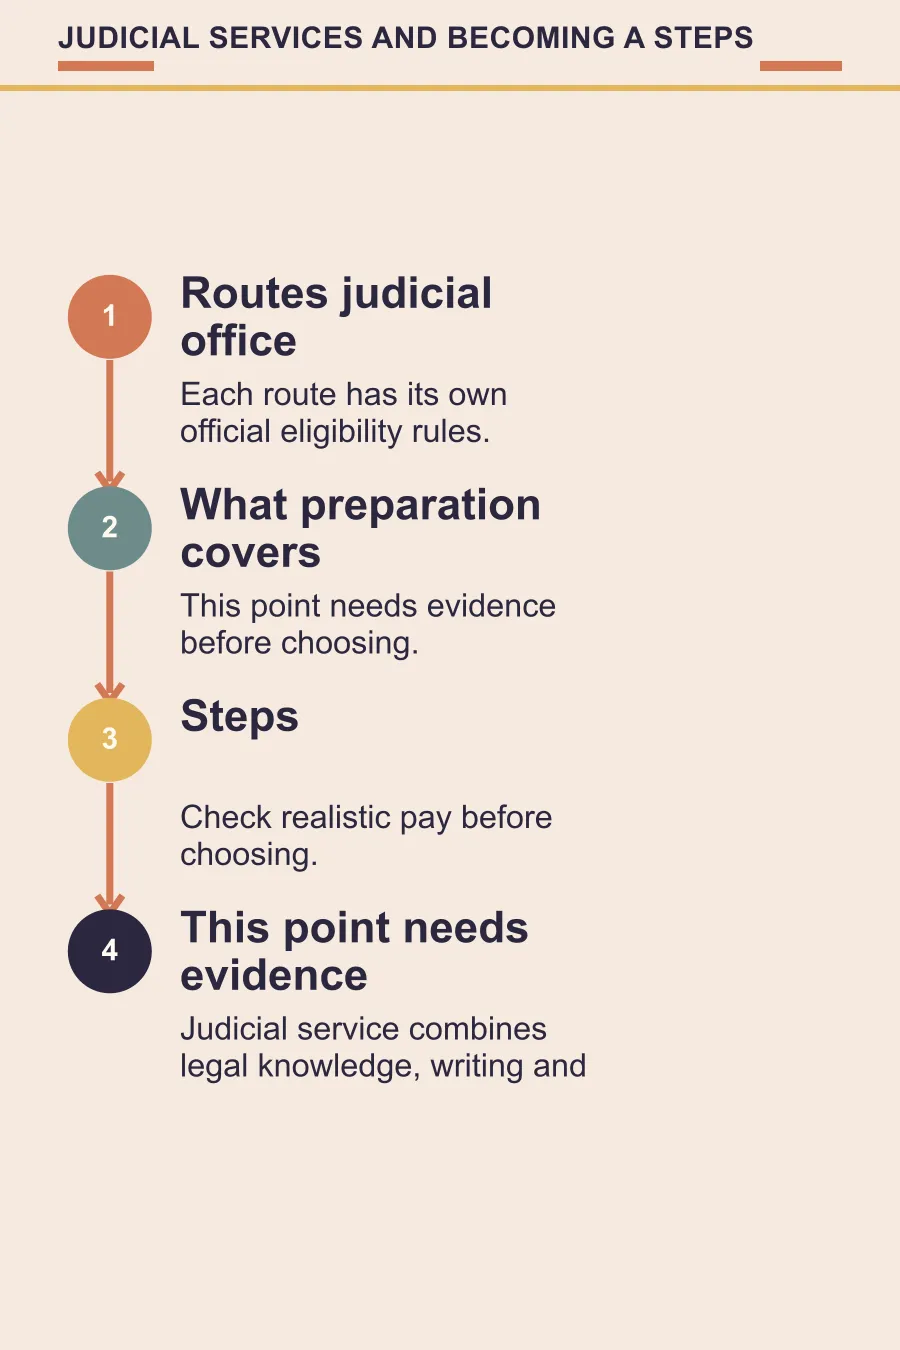 JUDICIAL SERVICES AND BECOMING A STEPS
1
Routes judicial
office
Each route has its own
official eligibility rules.
2
What preparation
covers
This point needs evidence
before choosing.
3
Steps
Check realistic pay before
choosing.
4
This point needs
evidence
Judicial service combines
legal knowledge, writing and